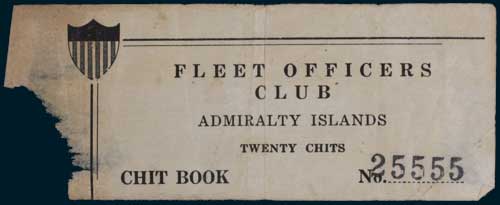 FLEET OFFICERS
CLUB
ADMIRALTY ISLANDS
TWENTY CHITS
CHIT BOOK No. 25555